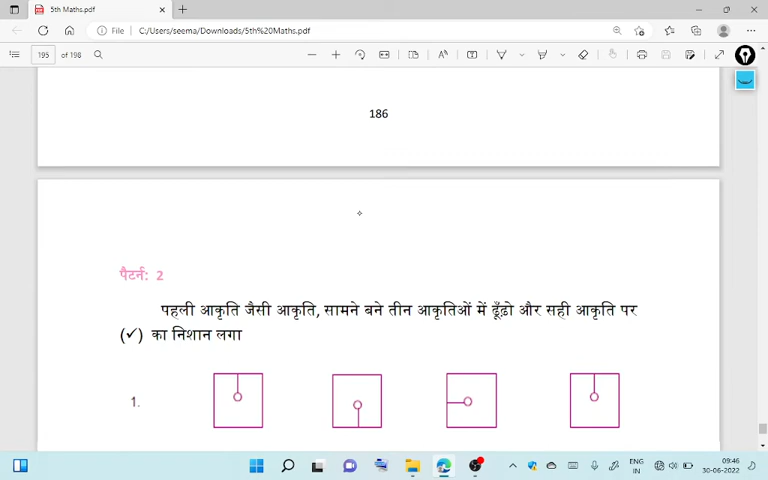 5th Maths.pdf
File C:/Users/seema/Downloads/5th%20Maths.pdf
195 of 198
186
पैटर्न: 2
पहली आकृति जैसी आकृति, सामने बने तीन आकृतिओं में ढूँढ़ो और सही आकृति पर
(✓) का निशान लगा
1.
ENG
IN
09:46
30-06-2022